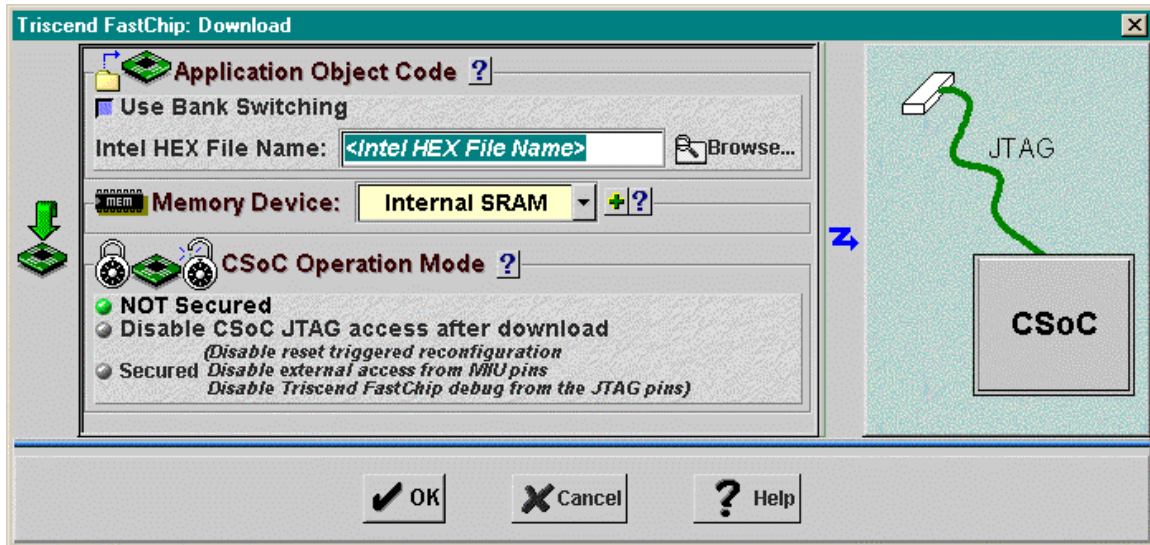 Triscend FastChip: Download
Application Object Code ?
Use Bank Switching
Intel HEX File Name: <Intel HEX File Name> Browse...
MEM Memory Device: Internal SRAM + ?
CSoC Operation Mode ?
NOT Secured
Disable CSoC JTAG access after download
(Disable reset triggered reconfiguration
Secured Disable external access from MIU pins
Disable Triscend FastChip debug from the JTAG pins)
JTAG
CSoC
OK Cancel ? Help